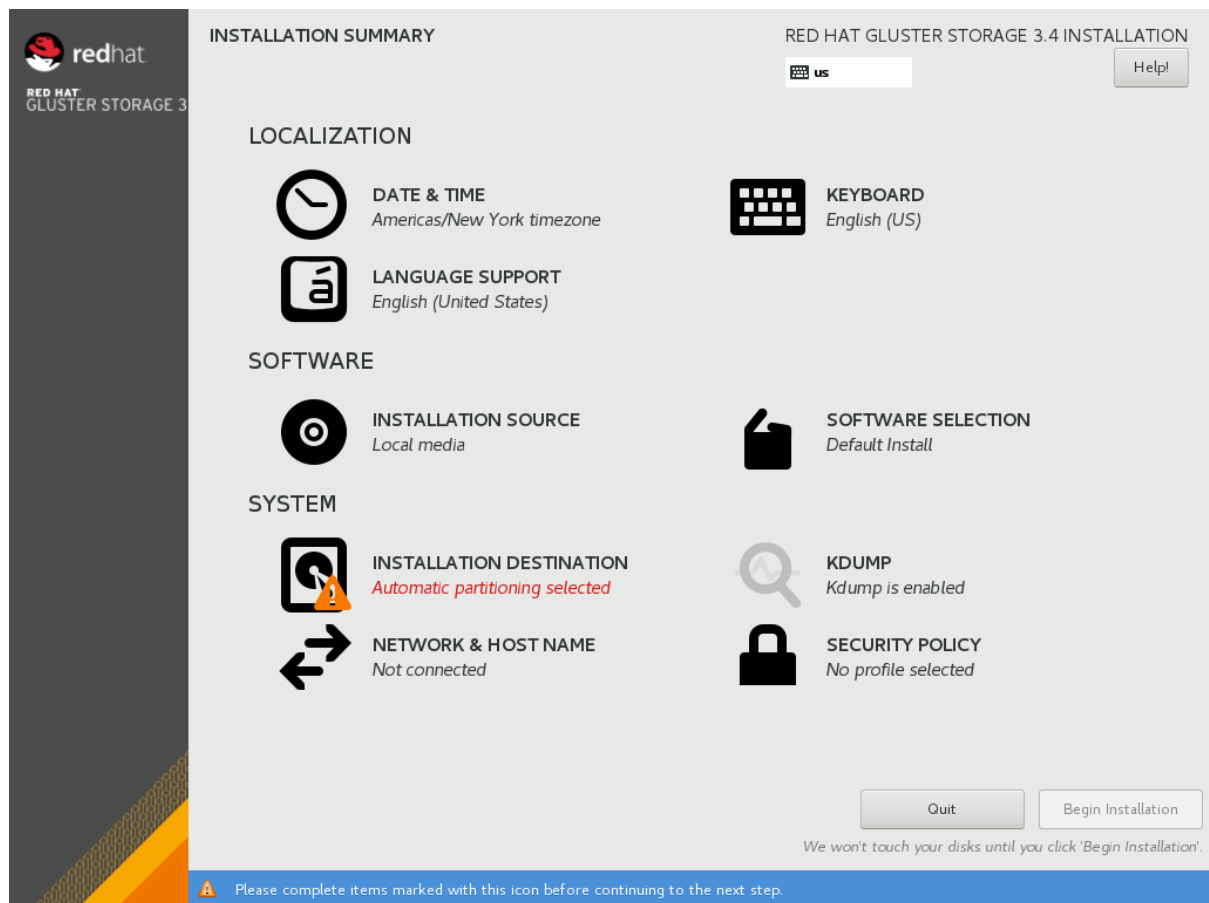 redhat
RED HAT
GLUSTER STORAGE 3
INSTALLATION SUMMARY
RED HAT GLUSTER STORAGE 3.4 INSTALLATION
us
Help!
LOCALIZATION
DATE & TIME
Americas/New York timezone
KEYBOARD
English (US)
á
LANGUAGE SUPPORT
English (United States)
SOFTWARE
INSTALLATION SOURCE
Local media
SOFTWARE SELECTION
Default Install
SYSTEM
INSTALLATION DESTINATION
Automatic partitioning selected
KDUMP
Kdump is enabled
NETWORK & HOST NAME
Not connected
SECURITY POLICY
No profile selected
Quit
Begin Installation
We won't touch your disks until you click 'Begin Installation'.
Please complete items marked with this icon before continuing to the next step.